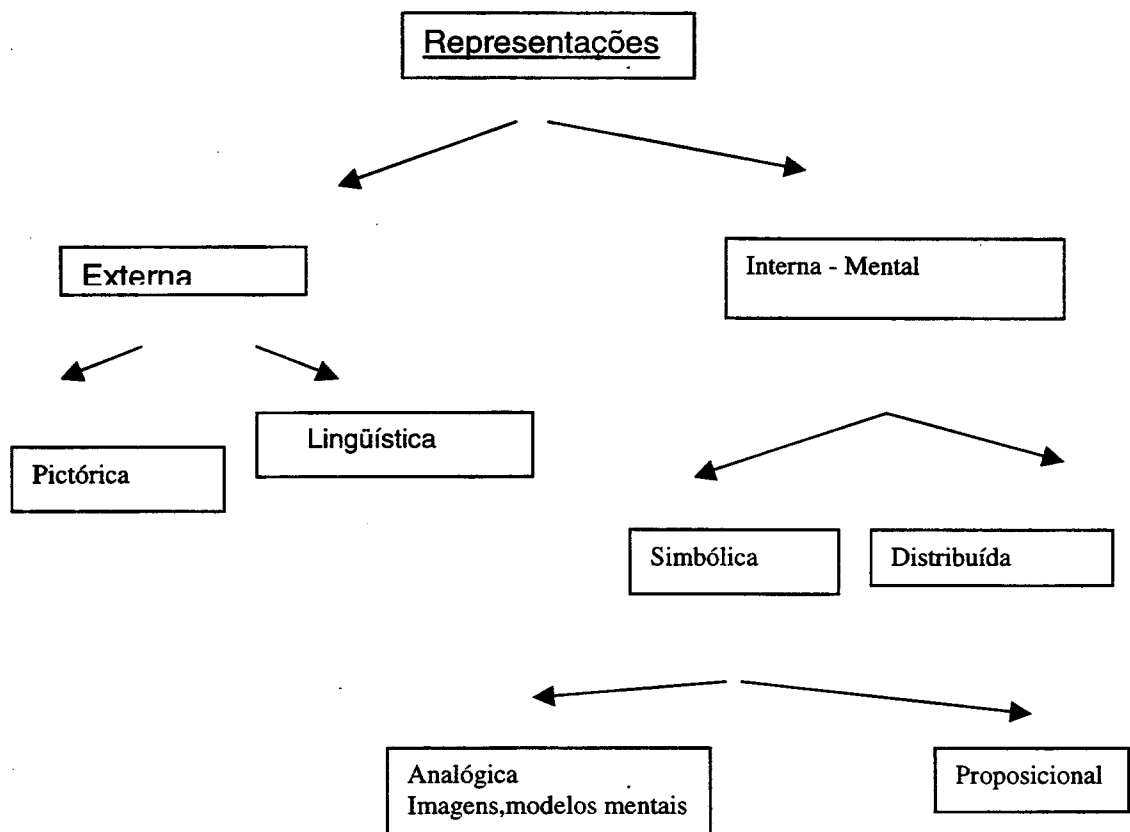 Representações
Externa
Interna - Mental
Pictórica
Lingüística
Simbólica
Distribuída
Analógica
Imagens,modelos mentais
Proposicional